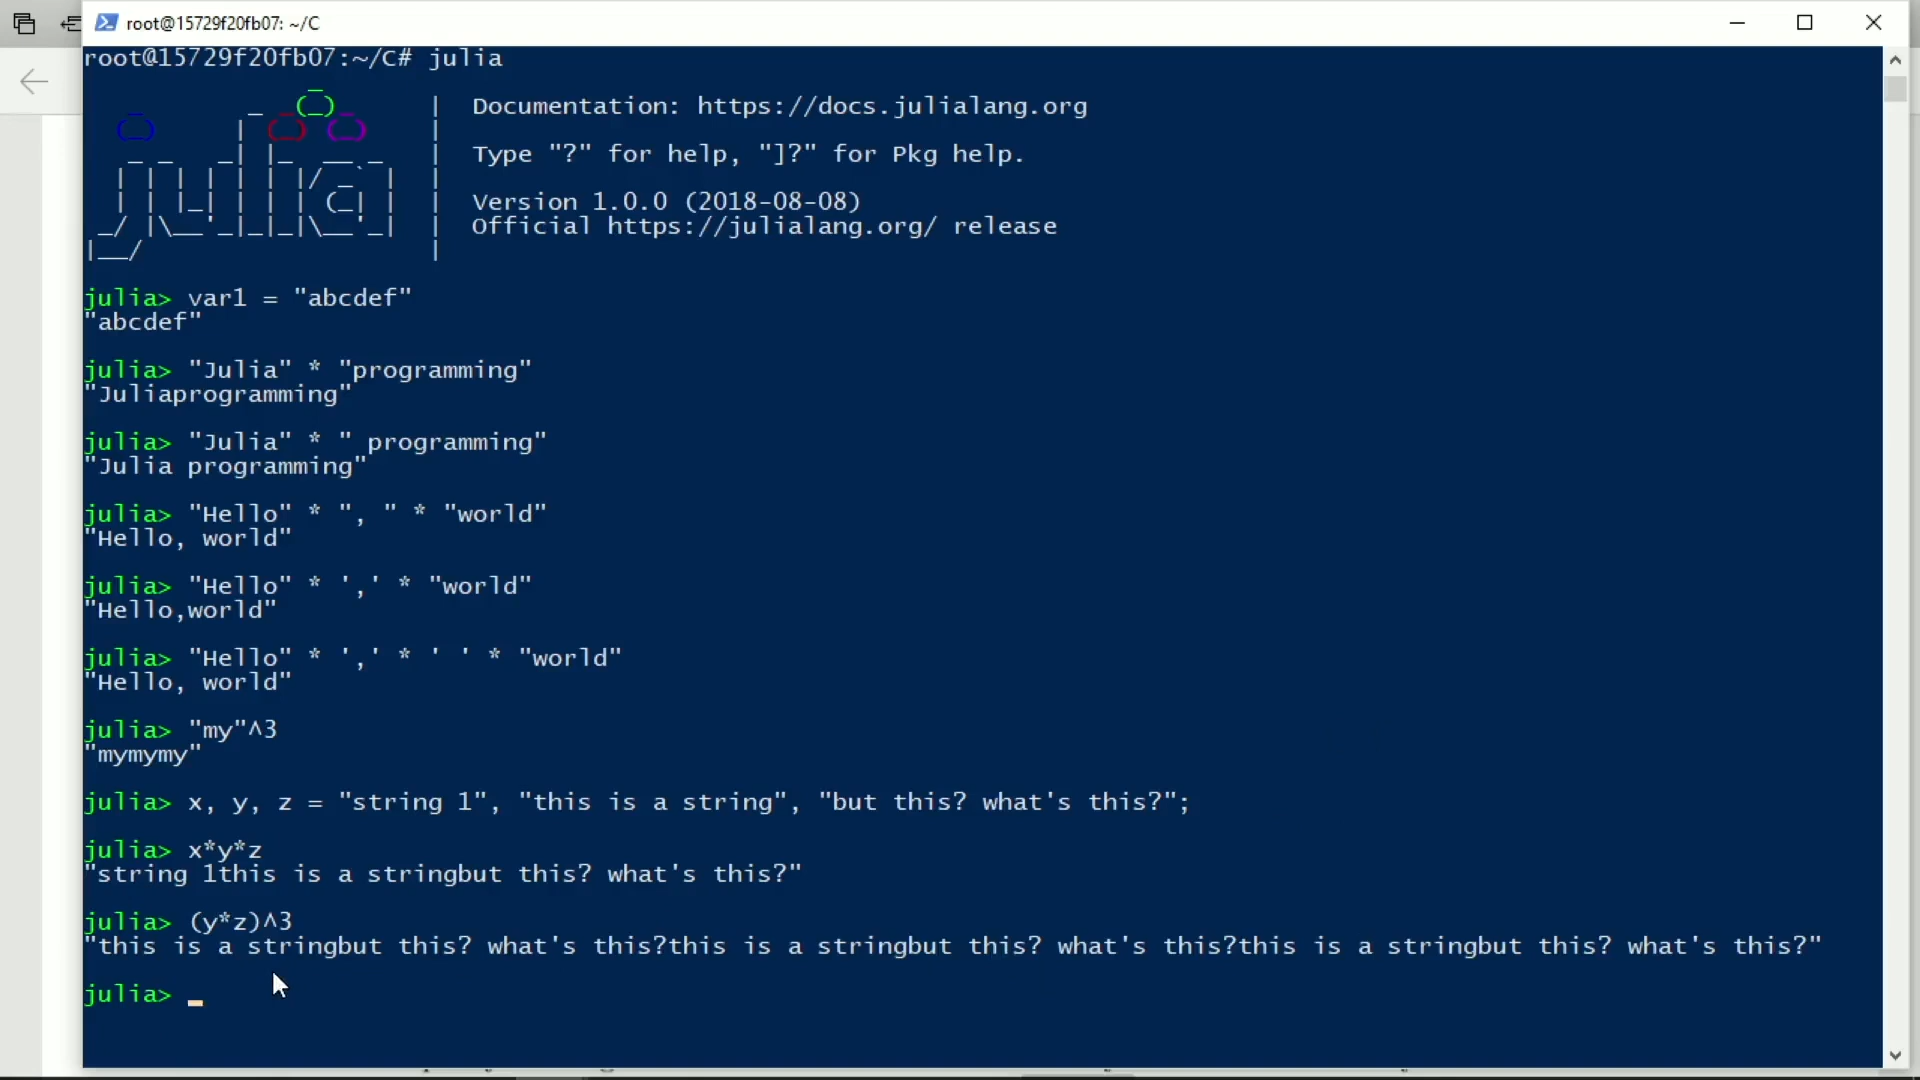 root@15729f20fb07: ~/C
root@15729f20fb07:~/C# julia
Documentation: https://docs.julialang.org
Type "?" for help, "]?" for Pkg help.
Version 1.0.0 (2018-08-08)
Official https://julialang.org/ release
julia> var1 = "abcdef"
"abcdef"
julia> "Julia" * "programming"
"Juliaprogramming"
julia> "Julia" * " programming"
"Julia programming"
julia> "Hello" * ", " * "world"
"Hello, world"
julia> "Hello" * ',' * "world"
"Hello,world"
julia> "Hello" * ',' * ' ' * "world"
"Hello, world"
julia> "my"^3
"mymymy"
julia> x, y, z = "string 1", "this is a string", "but this? what's this?";
julia> x*y*z
"string 1this is a stringbut this? what's this?"
julia> (y*z)^3
"this is a stringbut this? what's this?this is a stringbut this? what's this?this is a stringbut this? what's this?"
julia>